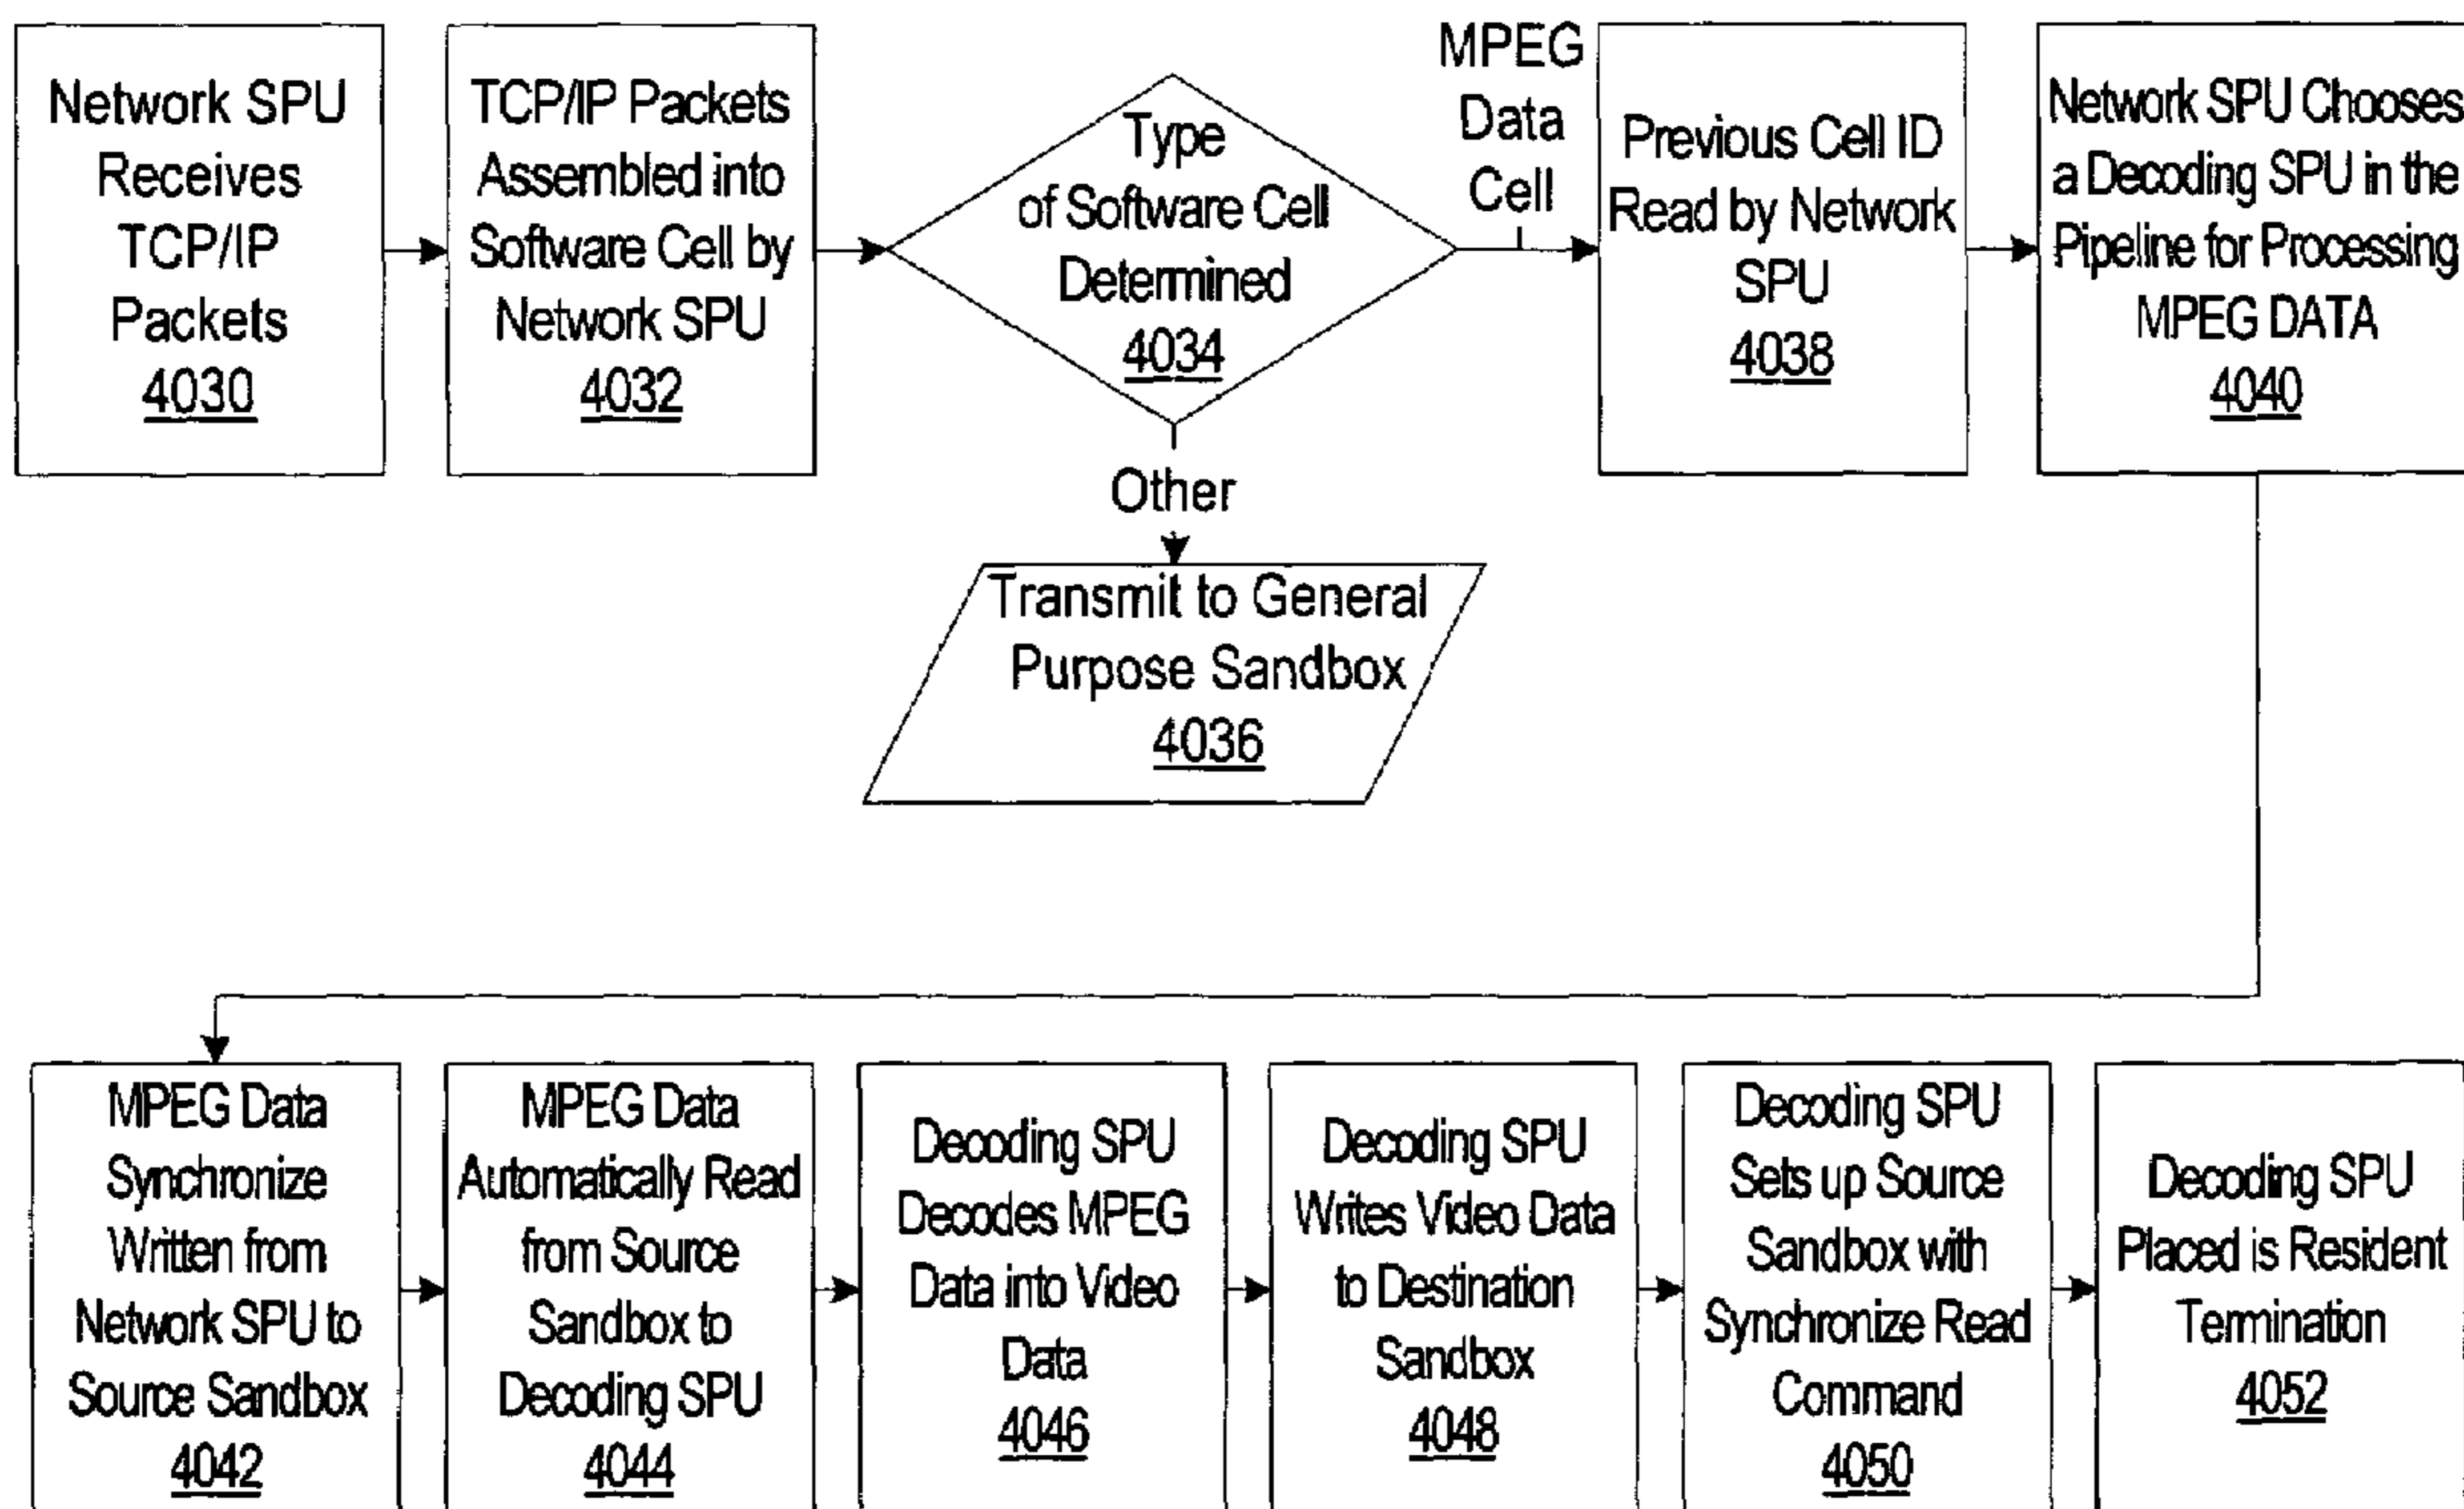 Network SPU
Receives
TCP/IP
Packets
4030
TCP/IP Packets
Assembled into
Software Cell by
Network SPU
4032
Type
of Software Cell
Determined
4034
MPEG
Data
Cell
Previous Cell ID
Read by Network
SPU
4038
Network SPU Chooses
a Decoding SPU in the
Pipeline for Processing
MPEG DATA
4040
Other
Transmit to General
Purpose Sandbox
4036
MPEG Data
Synchronize
Written from
Network SPU to
Source Sandbox
4042
MPEG Data
Automatically Read
from Source
Sandbox to
Decoding SPU
4044
Decoding SPU
Decodes MPEG
Data into Video
Data
4046
Decoding SPU
Writes Video Data
to Destination
Sandbox
4048
Decoding SPU
Sets up Source
Sandbox with
Synchronize Read
Command
4050
Decoding SPU
Placed is Resident
Termination
4052